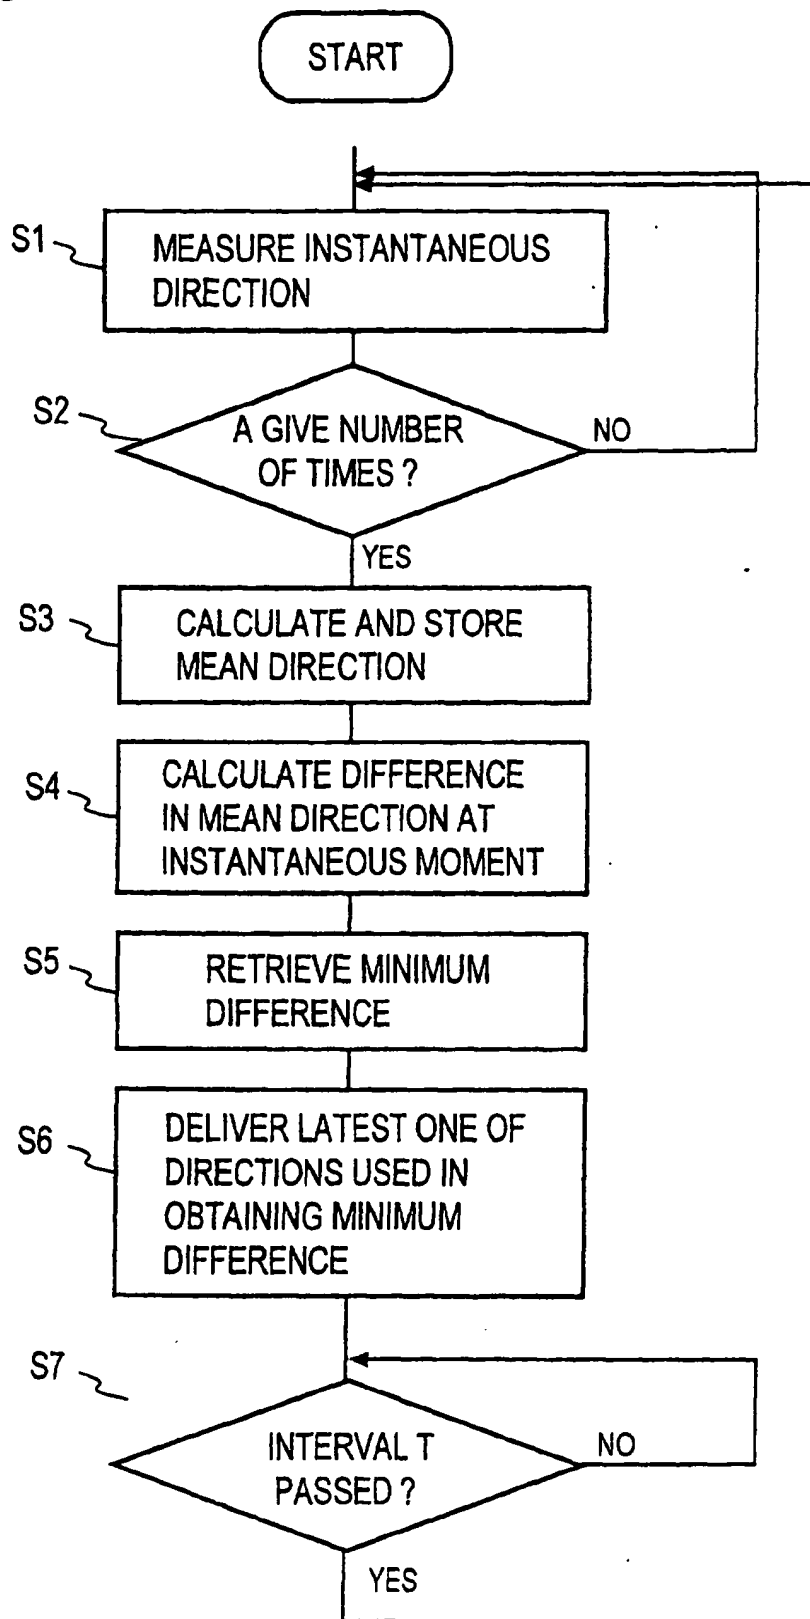 START
S1
MEASURE INSTANTANEOUS
DIRECTION
S2
A GIVE NUMBER
OF TIMES ?
NO
YES
S3
CALCULATE AND STORE
MEAN DIRECTION
S4
CALCULATE DIFFERENCE
IN MEAN DIRECTION AT
INSTANTANEOUS MOMENT
S5
RETRIEVE MINIMUM
DIFFERENCE
S6
DELIVER LATEST ONE OF
DIRECTIONS USED IN
OBTAINING MINIMUM
DIFFERENCE
S7
INTERVAL T
PASSED ?
NO
YES